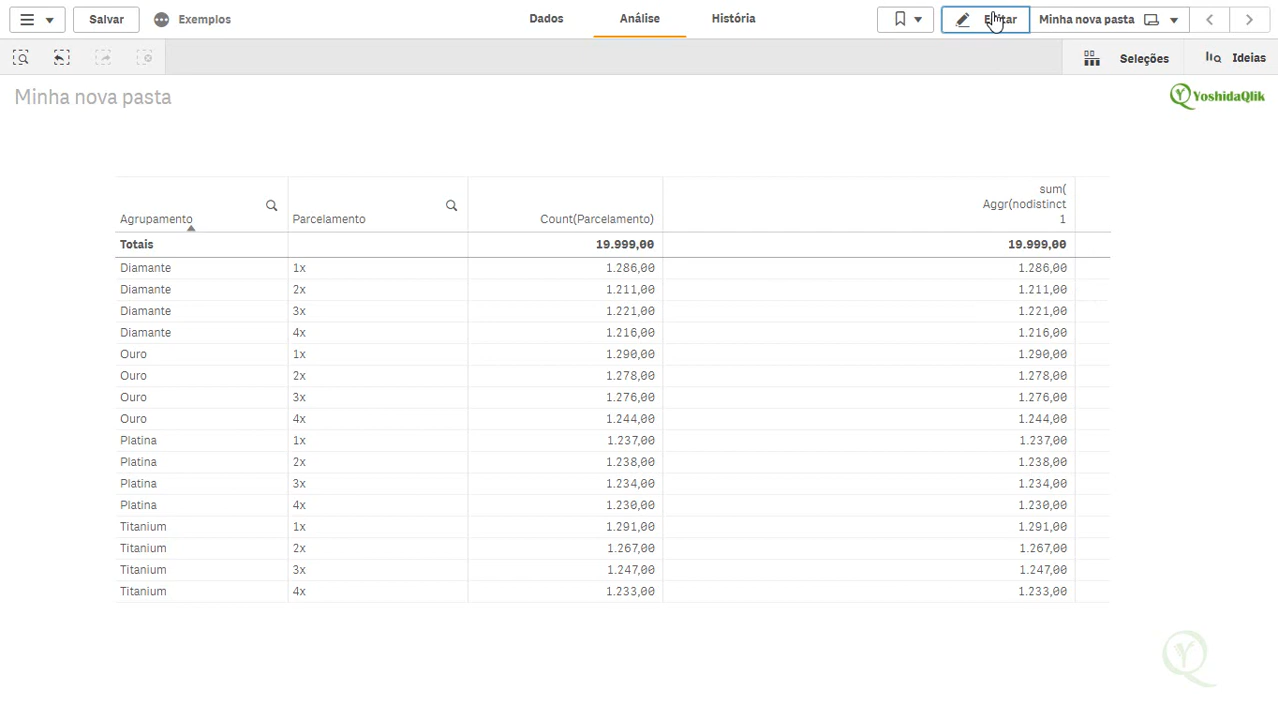 Salvar
Exemplos
Dados
Análise
História
Minha nova pasta
Seleções
Ideias
Minha nova pasta
YoshidaQlik
Agrupamento
Parcelamento
Count(Parcelamento)
sum(
Aggr(nodistinct
1
Totais 19.999,00 19.999,00
Diamante 1x 1.286,00 1.286,00
Diamante 2x 1.211,00 1.211,00
Diamante 3x 1.221,00 1.221,00
Diamante 4x 1.216,00 1.216,00
Ouro 1x 1.290,00 1.290,00
Ouro 2x 1.278,00 1.278,00
Ouro 3x 1.276,00 1.276,00
Ouro 4x 1.244,00 1.244,00
Platina 1x 1.237,00 1.237,00
Platina 2x 1.238,00 1.238,00
Platina 3x 1.234,00 1.234,00
Platina 4x 1.230,00 1.230,00
Titanium 1x 1.291,00 1.291,00
Titanium 2x 1.267,00 1.267,00
Titanium 3x 1.247,00 1.247,00
Titanium 4x 1.233,00 1.233,00